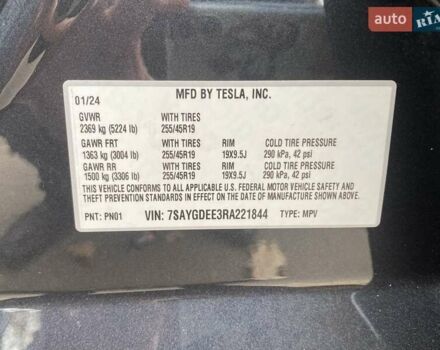 auto RIA
MFD BY TESLA, INC.
01/24
GVWR WITH TIRES
2369 kg (5224 lb) 255/45R19
GAWR FRT WITH TIRES RIM COLD TIRE PRESSURE
1363 kg (3004 lb) 255/45R19 19X9.5J 290 kPa, 42 psi
GAWR RR WITH TIRES RIM COLD TIRE PRESSURE
1500 kg (3306 lb) 255/45R19 19X9.5J 290 kPa, 42 psi
THIS VEHICLE CONFORMS TO ALL APPLICABLE U.S. FEDERAL MOTOR VEHICLE SAFETY AND
THEFT PREVENTION STANDARDS IN EFFECT ON THE DATE OF MANUFACTURE SHOWN ABOVE.
PNT: PN01 VIN: 7SAYGDEE3RA221844 TYPE: MPV